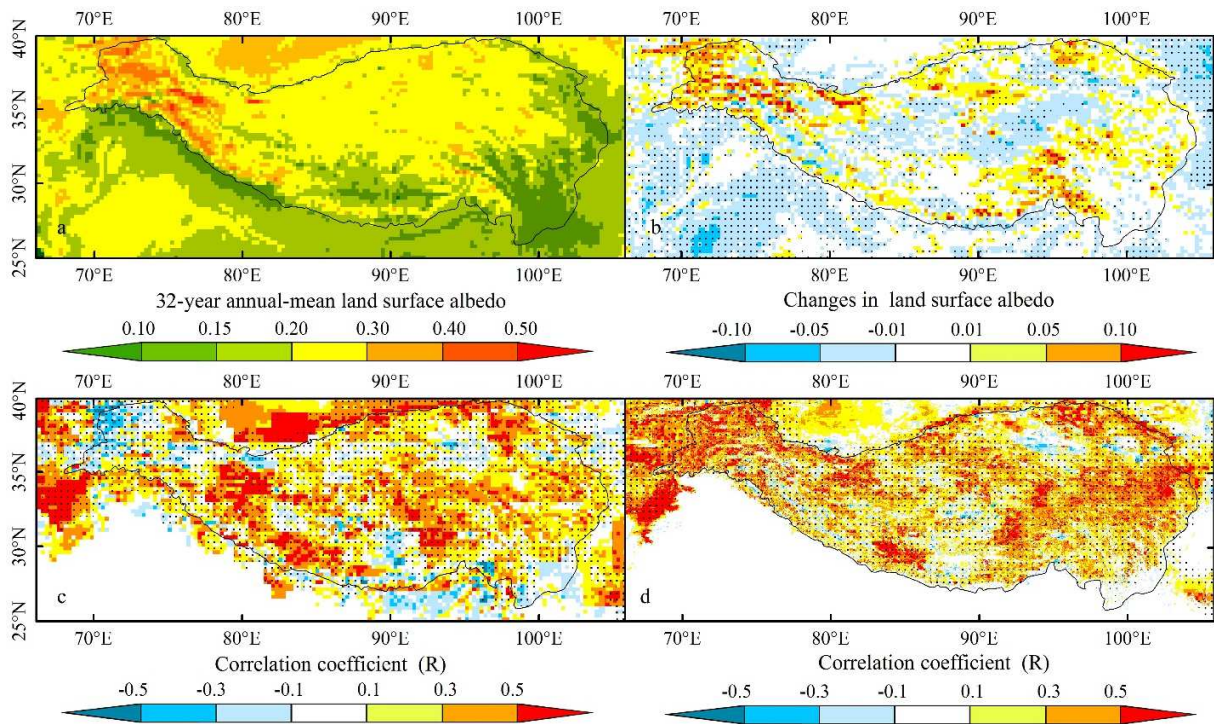 70°E 80°E 90°E 100°E 70°E 80°E 90°E 100°E
40°N
35°N
30°N
25°N
a b
70°E 80°E 90°E 100°E 70°E 80°E 90°E 100°E
32-year annual-mean land surface albedo Changes in land surface albedo
0.10 0.15 0.20 0.30 0.40 0.50 -0.10 -0.05 -0.01 0.01 0.05 0.10
70°E 80°E 90°E 100°E 70°E 80°E 90°E 100°E
40°N
35°N
30°N
25°N
c d
70°E 80°E 90°E 100°E 70°E 80°E 90°E 100°E
Correlation coefficient (R) Correlation coefficient (R)
-0.5 -0.3 -0.1 0.1 0.3 0.5 -0.5 -0.3 -0.1 0.1 0.3 0.5